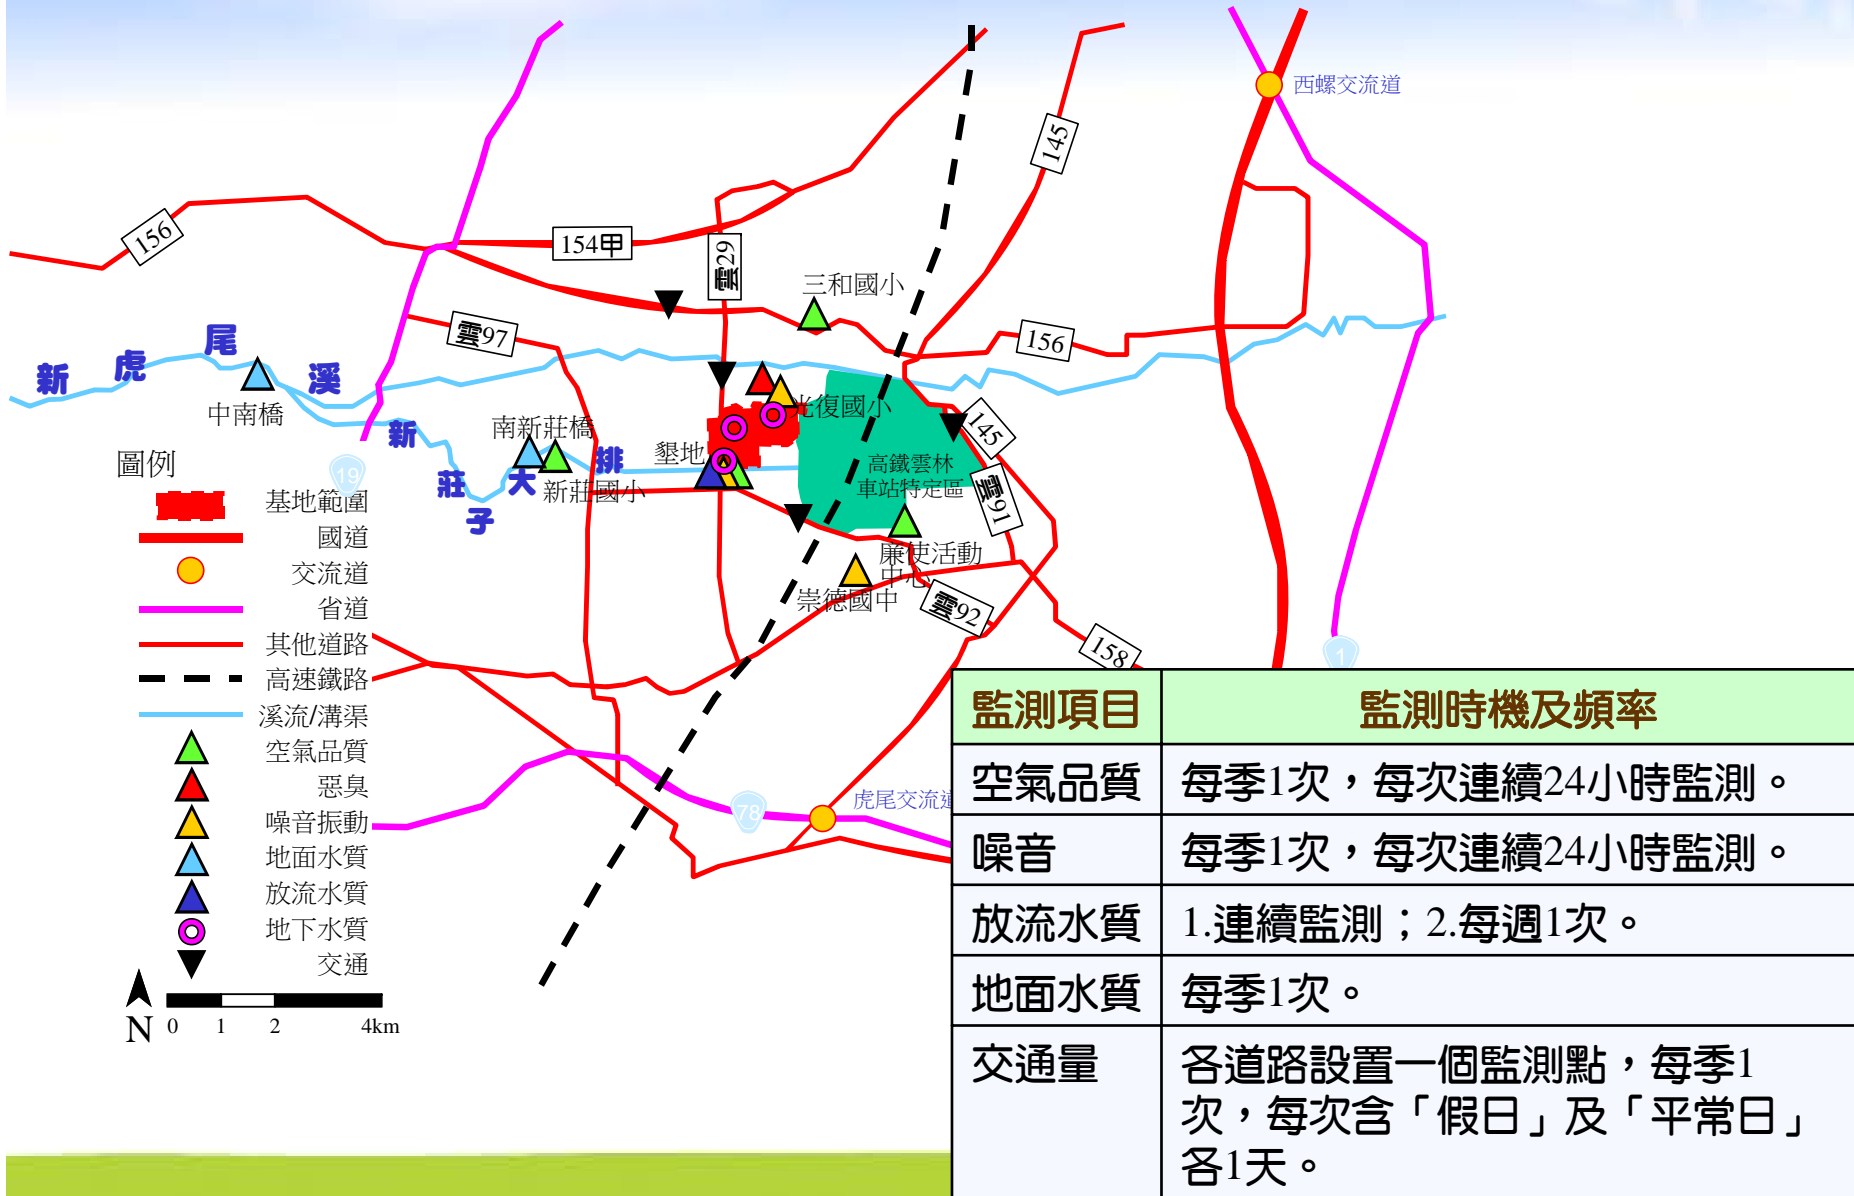 西螺交流道
145
156
154甲
雲29
三和國小
雲97
156
新虎尾溪
中南橋
光復國小
145
新莊子大排
南新莊橋
墾地
新莊國小
高鐵雲林
車站特定區
雲91
廉使活動
中心
崇德國中
雲92
158
19
1
78
虎尾交流道
圖例
基地範圍
國道
交流道
省道
其他道路
高速鐵路
溪流/溝渠
空氣品質
惡臭
噪音振動
地面水質
放流水質
地下水質
交通
N
0 1 2 4km
監測項目 監測時機及頻率
空氣品質 每季1次，每次連續24小時監測。
噪音 每季1次，每次連續24小時監測。
放流水質 1.連續監測；2.每週1次。
地面水質 每季1次。
交通量 各道路設置一個監測點，每季1
次，每次含「假日」及「平常日」
各1天。